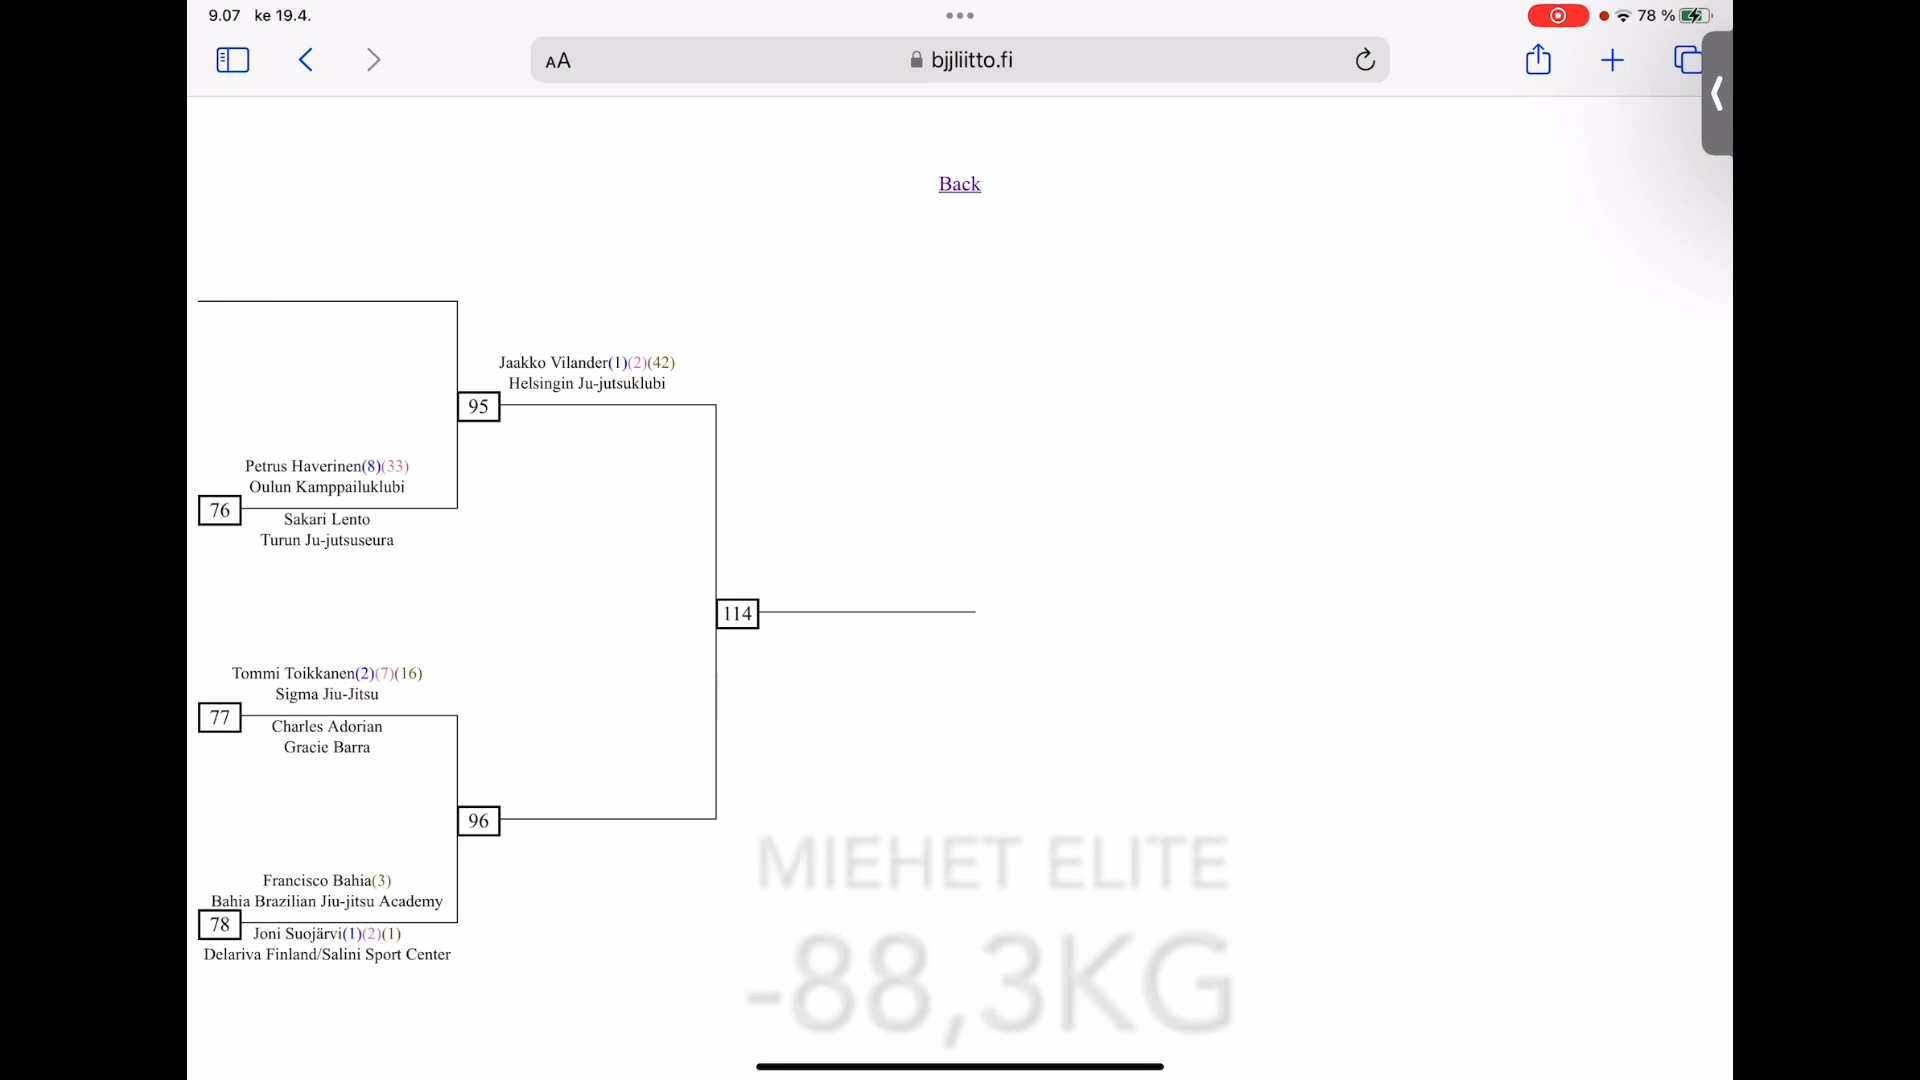 9.07 ke 19.4.
78 %
AA
bjjliitto.fi
Back
Jaakko Vilander(1)(2)(42)
Helsingin Ju-jutsuklubi
95
Petrus Haverinen(8)(33)
Oulun Kamppailuklubi
76
Sakari Lento
Turun Ju-jutsuseura
114
Tommi Toikkanen(2)(7)(16)
Sigma Jiu-Jitsu
77
Charles Adorian
Gracie Barra
96
Francisco Bahia(3)
Bahia Brazilian Jiu-jitsu Academy
78
Joni Suojärvi(1)(2)(1)
Delariva Finland/Salini Sport Center
MIEHET ELITE
-88,3KG